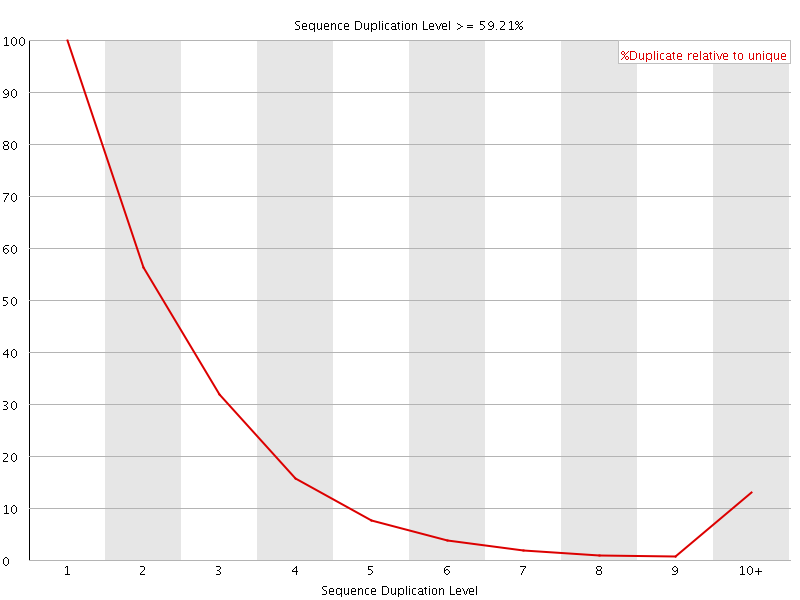 Sequence Duplication Level >= 59.21%
%Duplicate relative to unique
100
90
80
70
60
50
40
30
20
10
0
1 2 3 4 5 6 7 8 9 10+
Sequence Duplication Level